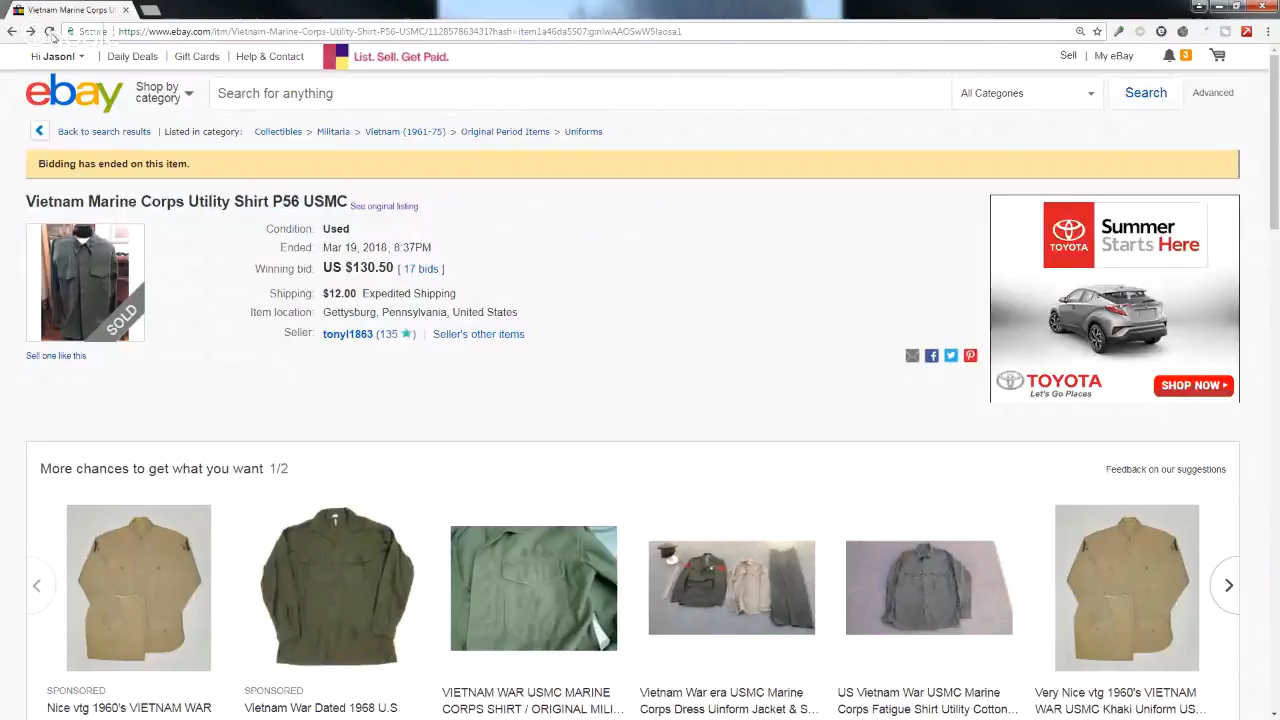 Vietnam Marine Corps U
Secure
https://www.ebay.com/itm/Vietnam-Marine-Corps-Utility-Shirt-P56-USMC/
Hi Jason!
Daily Deals
Gift Cards
Help & Contact
List. Sell. Get Paid.
Sell
My eBay
3
ebay
Shop by category
Search for anything
All Categories
Search
Advanced
Back to search results | Listed in category: Collectibles > Militaria > Vietnam (1961-75) > Original Period Items > Uniforms
Bidding has ended on this item.
Vietnam Marine Corps Utility Shirt P56 USMC See original listing
SOLD
Sell one like this
Condition: Used
Ended: Mar 19, 2018, 8:37PM
Winning bid: US $130.50 [ 17 bids ]
Shipping: $12.00 Expedited Shipping
Item location: Gettysburg, Pennsylvania, United States
Seller: tonyl1863 (135 ) | Seller's other items
TOYOTA
Summer
Starts Here
TOYOTA
Let's Go Places
SHOP NOW
More chances to get what you want 1/2
Feedback on our suggestions
SPONSORED
Nice vtg 1960's VIETNAM WAR
SPONSORED
Vietnam War Dated 1968 U.S
VIETNAM WAR USMC MARINE
CORPS SHIRT / ORIGINAL MILI...
Vietnam War era USMC Marine
Corps Dress Uinform Jacket & S...
US Vietnam War USMC Marine
Corps Fatigue Shirt Utility Cotton...
Very Nice vtg 1960's VIETNAM
WAR USMC Khaki Uniform US...